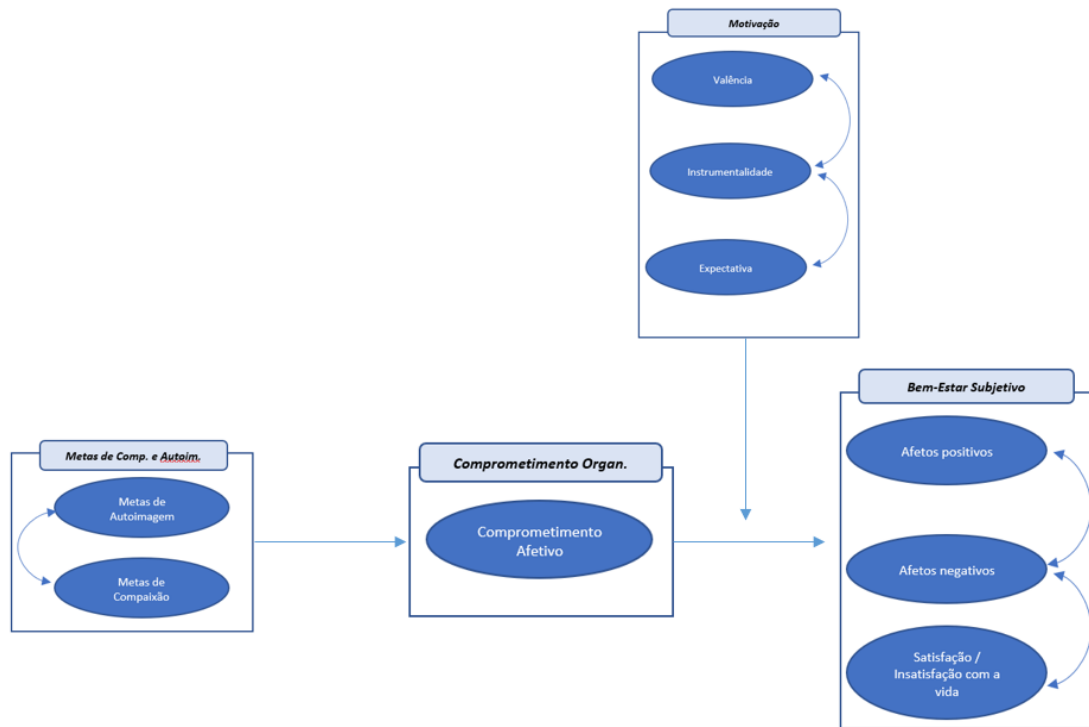 Motivação
Valência
Instrumentalidade
Expectativa
Bem-Estar Subjetivo
Afetos positivos
Afetos negativos
Satisfação /
Insatisfação com a
vida
Metas de Comp. e Autoim.
Metas de
Autoimagem
Metas de
Compaixão
Comprometimento Organ.
Comprometimento
Afetivo